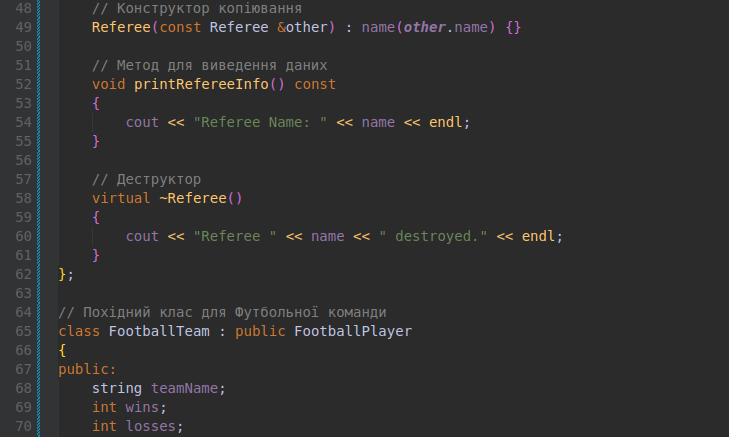 48 // Конструктор копіювання
49 Referee(const Referee &other) : name(other.name) {}
50
51 // Метод для виведення даних
52 void printRefereeInfo() const
53 {
54 cout << "Referee Name: " << name << endl;
55 }
56
57 // Деструктор
58 virtual ~Referee()
59 {
60 cout << "Referee " << name << " destroyed." << endl;
61 }
62 };
63
64 // Похідний клас для Футбольної команди
65 class FootballTeam : public FootballPlayer
66 {
67 public:
68 string teamName;
69 int wins;
70 int losses;